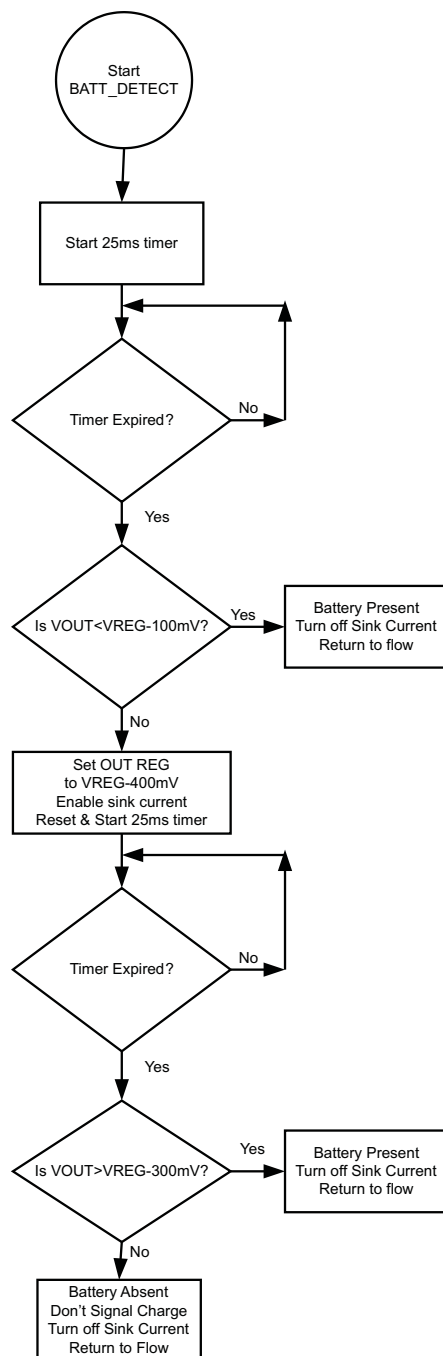 Start
BATT_DETECT
Start 25ms timer
Timer Expired?
No
Yes
Is VOUT<VREG-100mV?
Yes
Battery Present
Turn off Sink Current
Return to flow
No
Set OUT REG
to VREG-400mV
Enable sink current
Reset & Start 25ms timer
Timer Expired?
No
Yes
Is VOUT>VREG-300mV?
Yes
Battery Present
Turn off Sink Current
Return to flow
No
Battery Absent
Don’t Signal Charge
Turn off Sink Current
Return to Flow